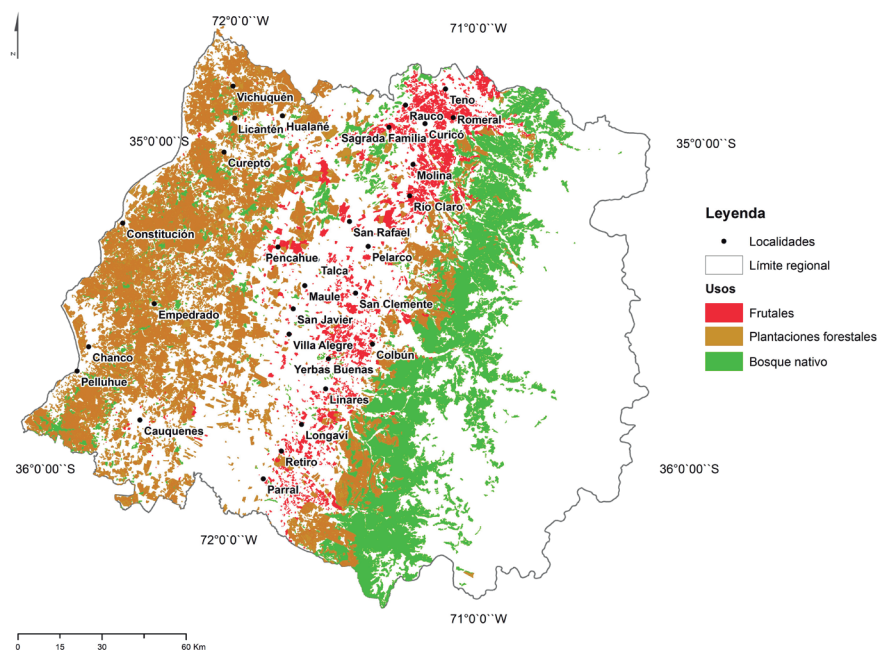 72°0´0´´W
71°0´0´´W
Z
Vichuquén
Teno
Licantén
Hualañé
Rauco
Romeral
Sagrada Familia
Curicó
35°0´0´´S
35°0´0´´S
Curepto
Molina
Río Claro
Constitución
San Rafael
Pencahue
Pelarco
Talca
Maule
San Clemente
Empedrado
San Javier
Villa Alegre
Colbún
Chanco
Yerbas Buenas
Pelluhue
Linares
Cauquenes
Longaví
Retiro
36°0´0´´S
36°0´0´´S
Parral
72°0´0´´W
71°0´0´´W
Leyenda
Localidades
Límite regional
Usos
Frutales
Plantaciones forestales
Bosque nativo
0 15 30 60 Km